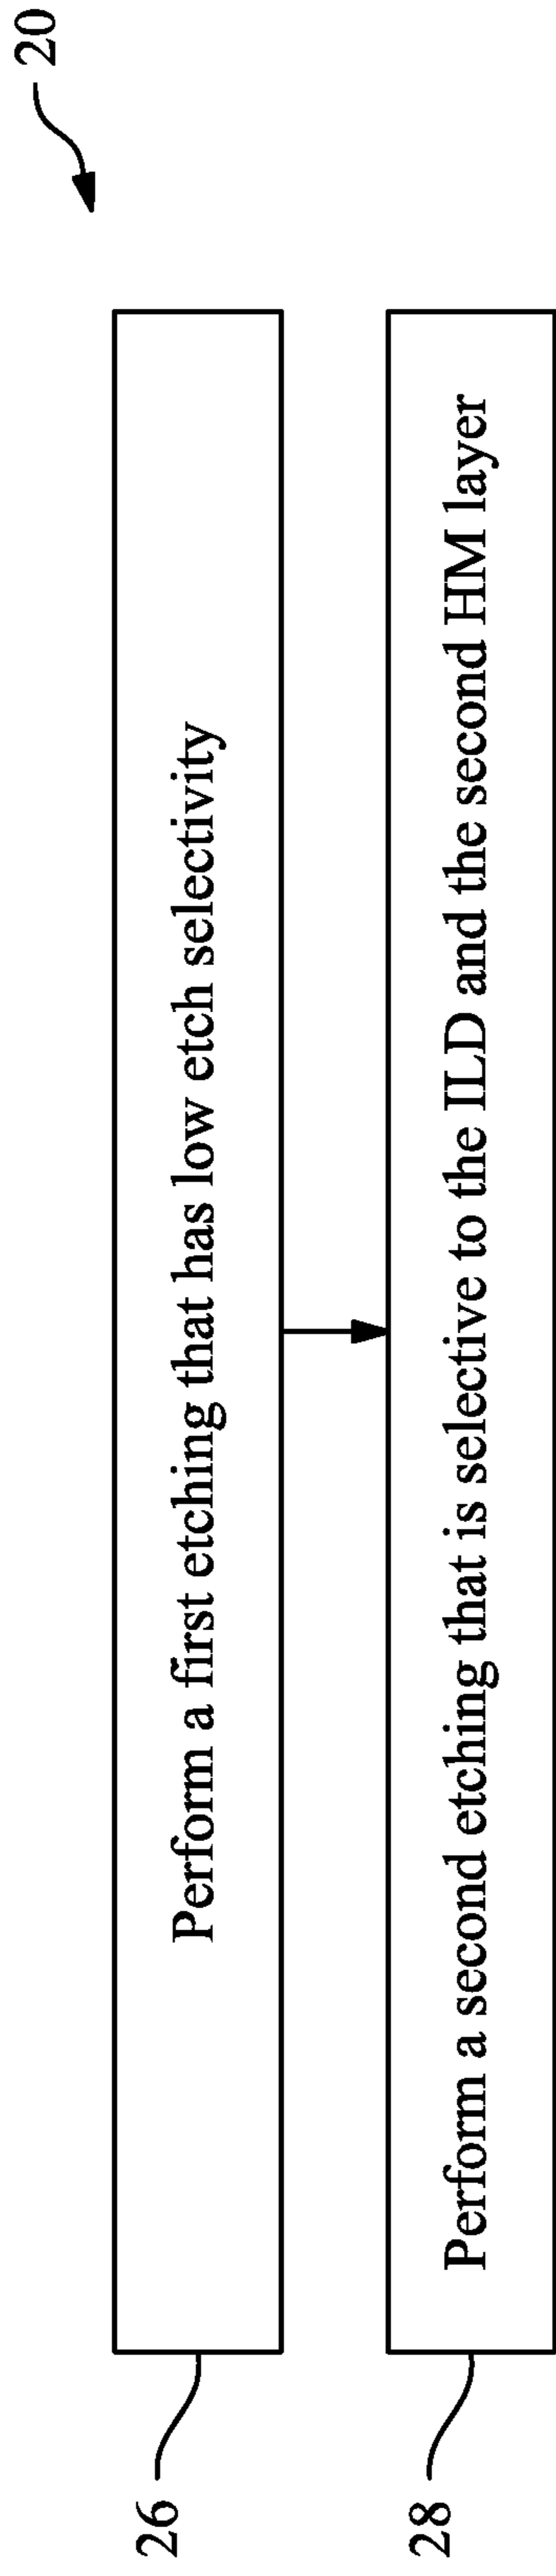 20
26
Perform a first etching that has low etch selectivity
28
Perform a second etching that is selective to the ILD and the second HM layer